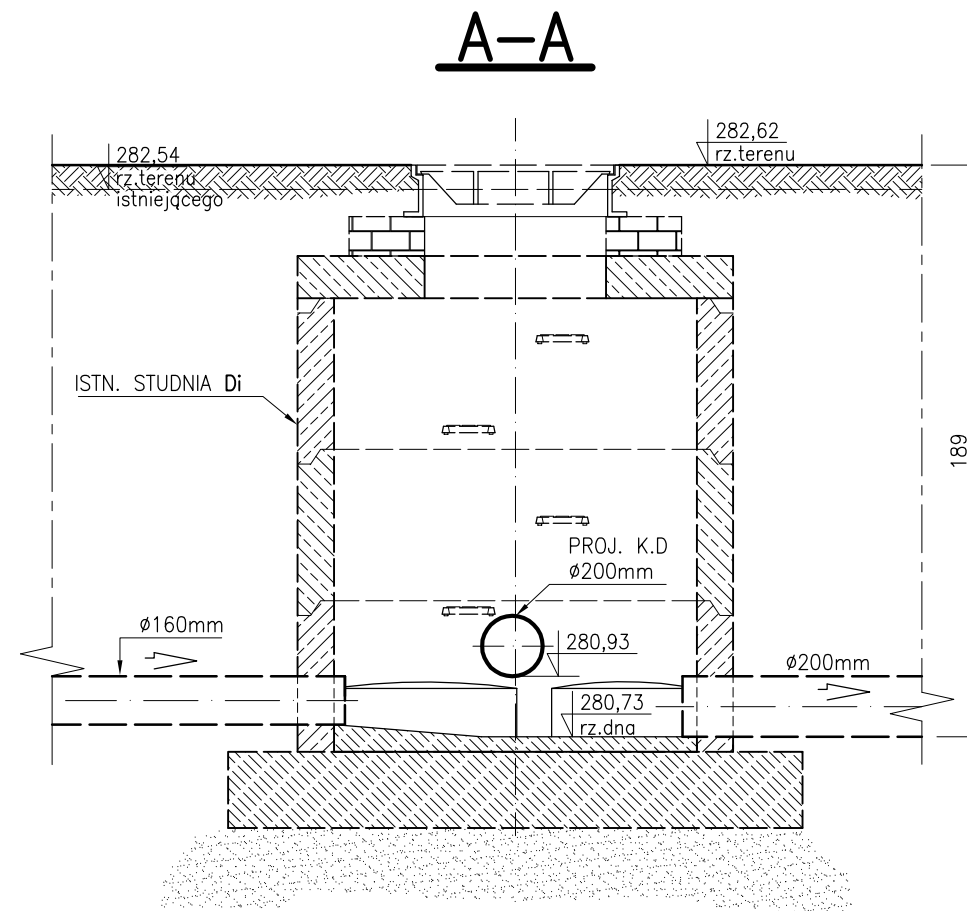 A-A
282,54
rz.terenu
istniejącego
282,62
rz.terenu
ISTN. STUDNIA Di
189
PROJ. K.D
ø200mm
ø160mm
280,93
ø200mm
280,73
rz.dna